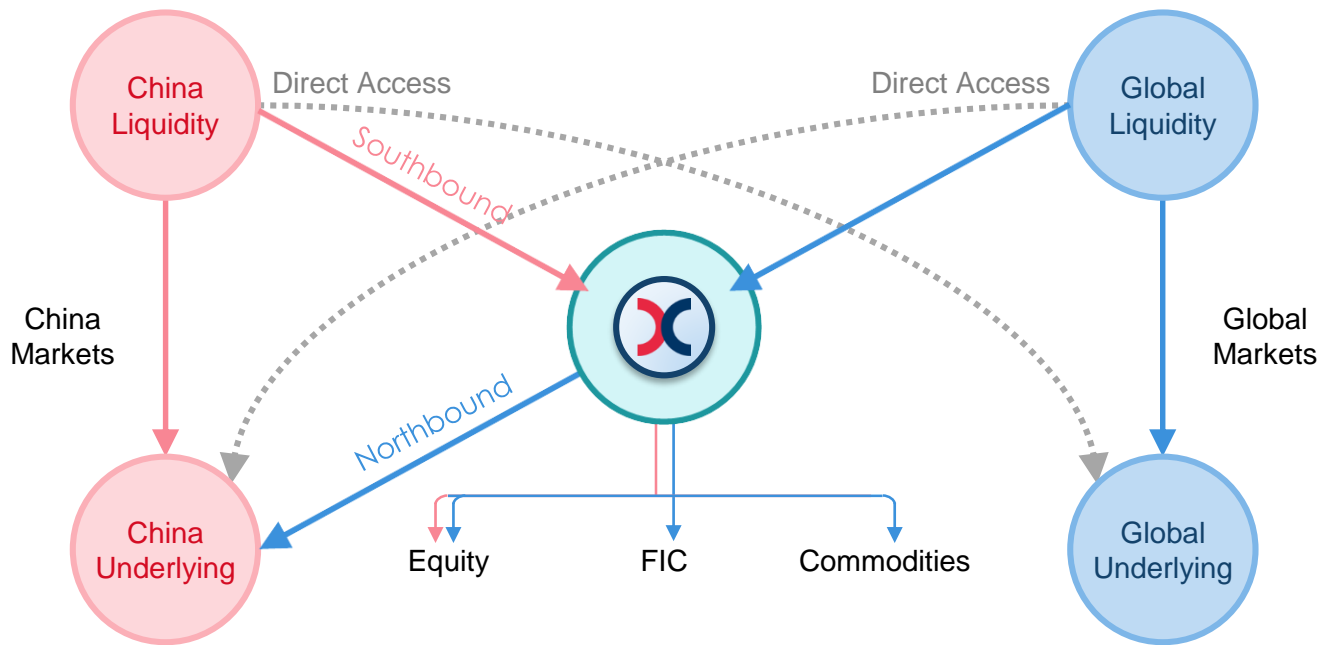 China
Liquidity
Direct Access
Direct Access
Global
Liquidity
Southbound
China
Markets
Global
Markets
Northbound
China
Underlying
Equity
FIC
Commodities
Global
Underlying